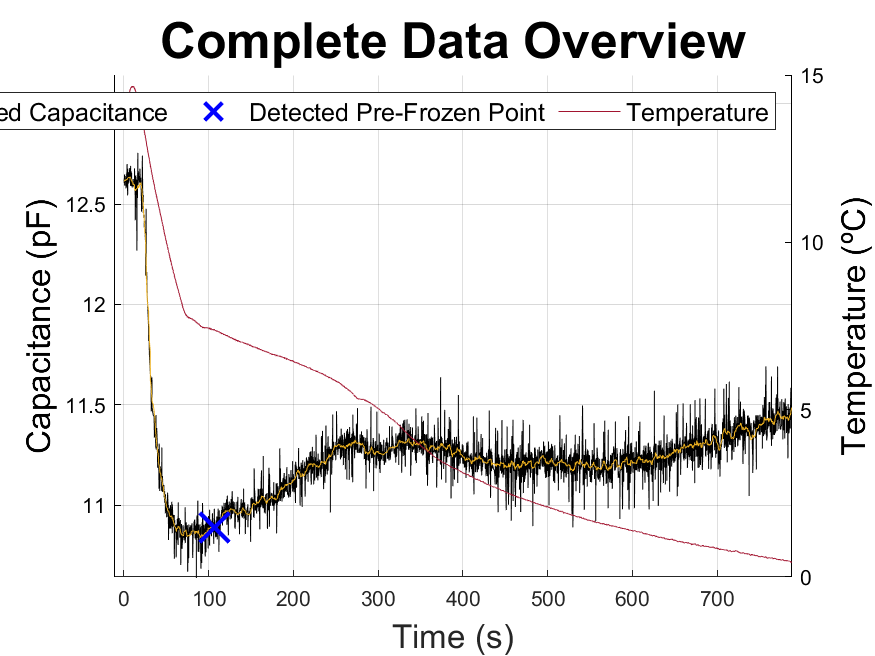 Complete Data Overview
Capacitance Detected Pre-Frozen Point Temperature
15
12.5
12
11.5
11
Capacitance (pF)
10
5
0
Temperature (ºC)
0 100 200 300 400 500 600 700
Time (s)